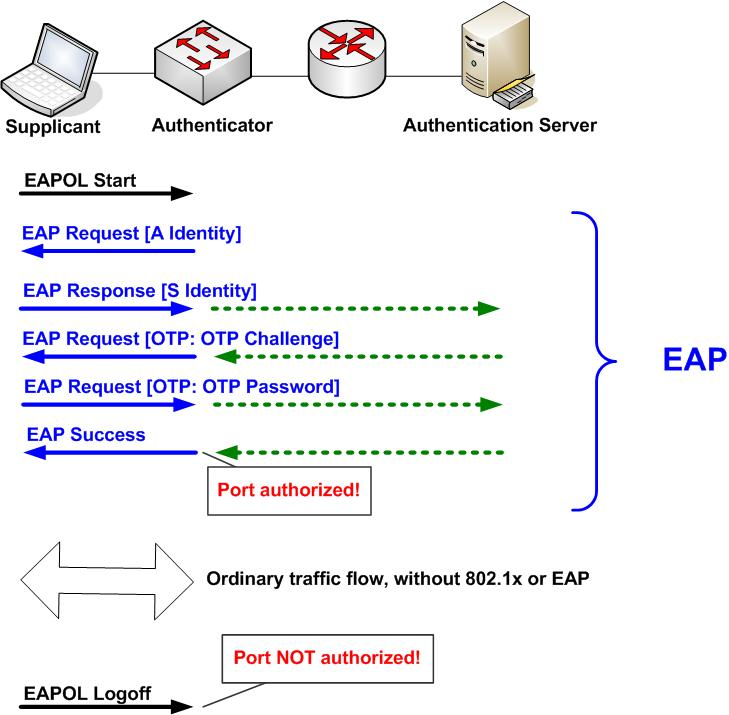 Supplicant
Authenticator
Authentication Server
EAPOL Start
EAP Request [A Identity]
EAP Response [S Identity]
EAP Request [OTP: OTP Challenge]
EAP
EAP Request [OTP: OTP Password]
EAP Success
Port authorized!
Ordinary traffic flow, without 802.1x or EAP
Port NOT authorized!
EAPOL Logoff